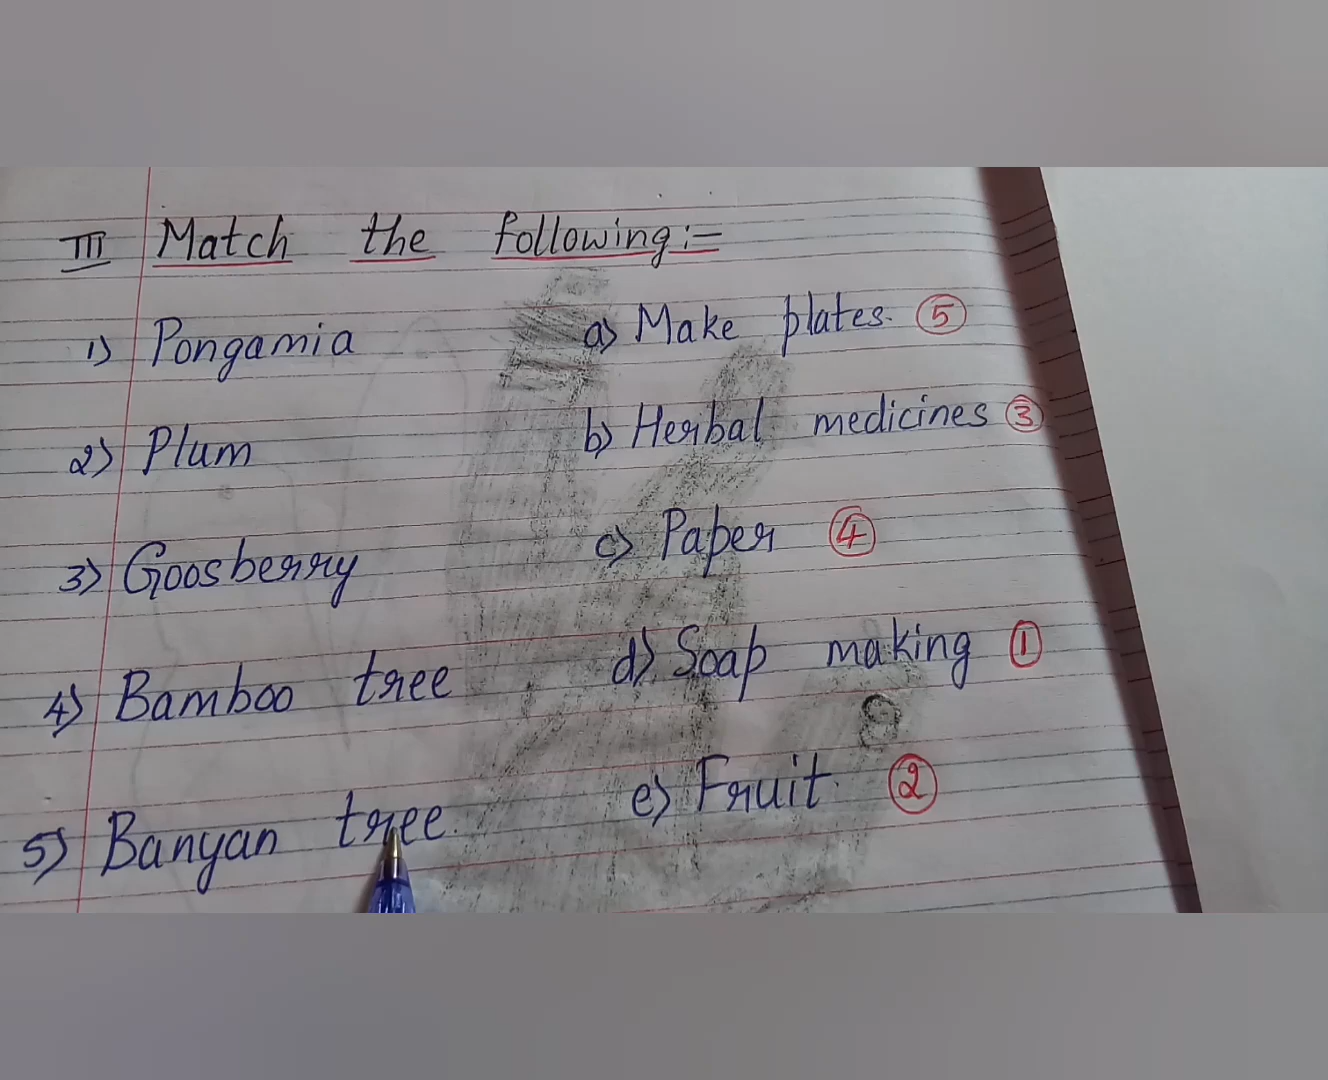 III Match the following:-
1) Pongamia a) Make plates. 5
2) Plum b) Herbal medicines 3
3) Goosberry c) Paper 4
4) Bamboo tree d) Soap making 1
5) Banyan tree. e) Fruit. 2